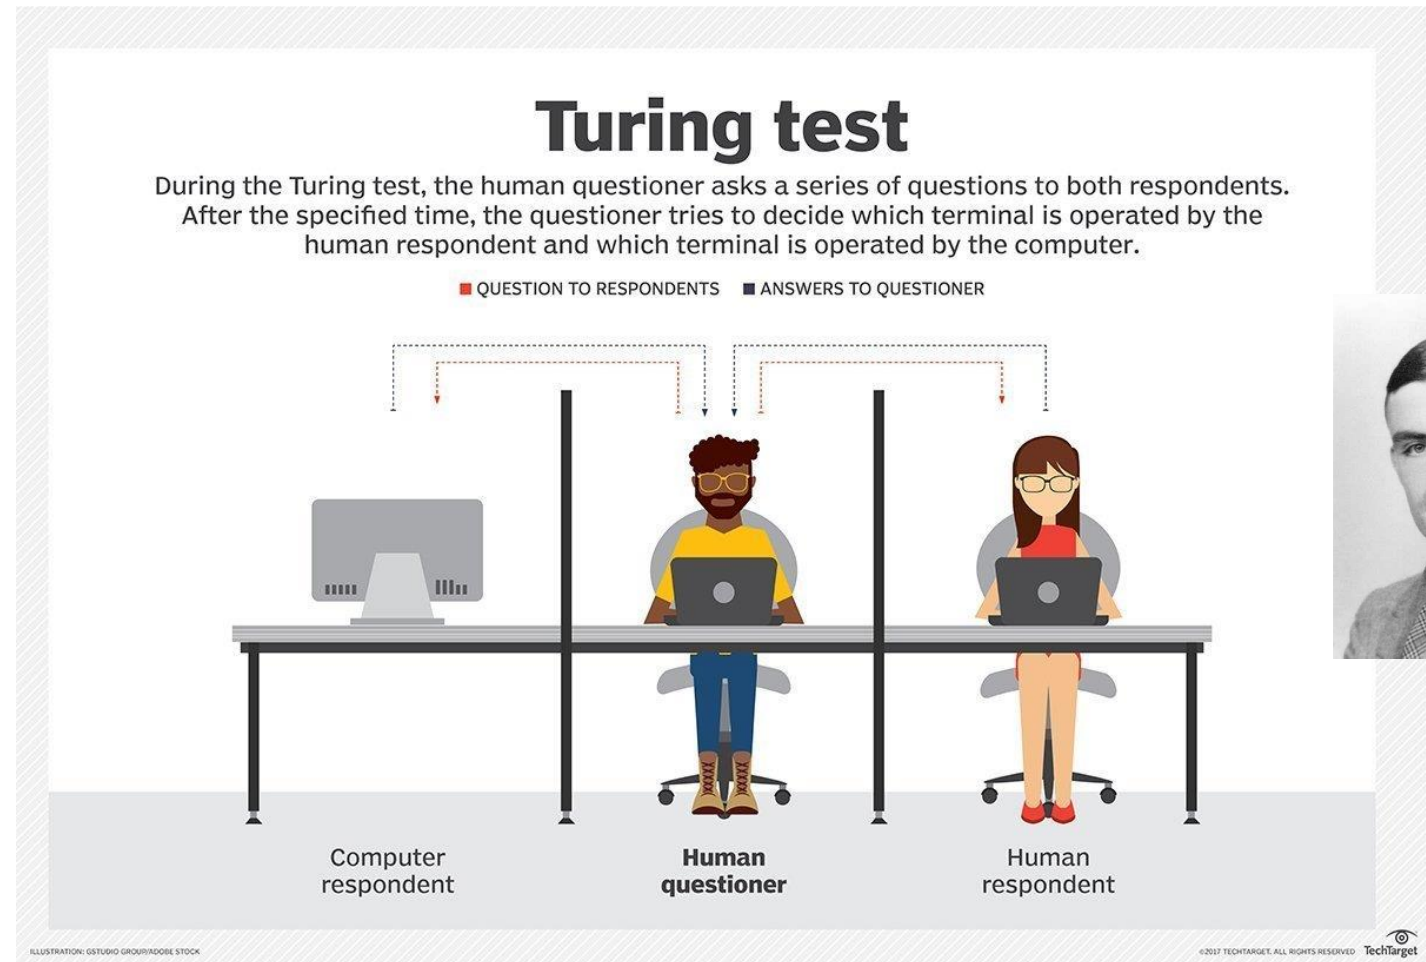 Turing test
During the Turing test, the human questioner asks a series of questions to both respondents.
After the specified time, the questioner tries to decide which terminal is operated by the
human respondent and which terminal is operated by the computer.
QUESTION TO RESPONDENTS ANSWERS TO QUESTIONER
Computer
respondent
Human
questioner
Human
respondent
ILLUSTRATION: GSTUDIO GROUP/ADOBE STOCK
©2017 TECHTARGET. ALL RIGHTS RESERVED TechTarget